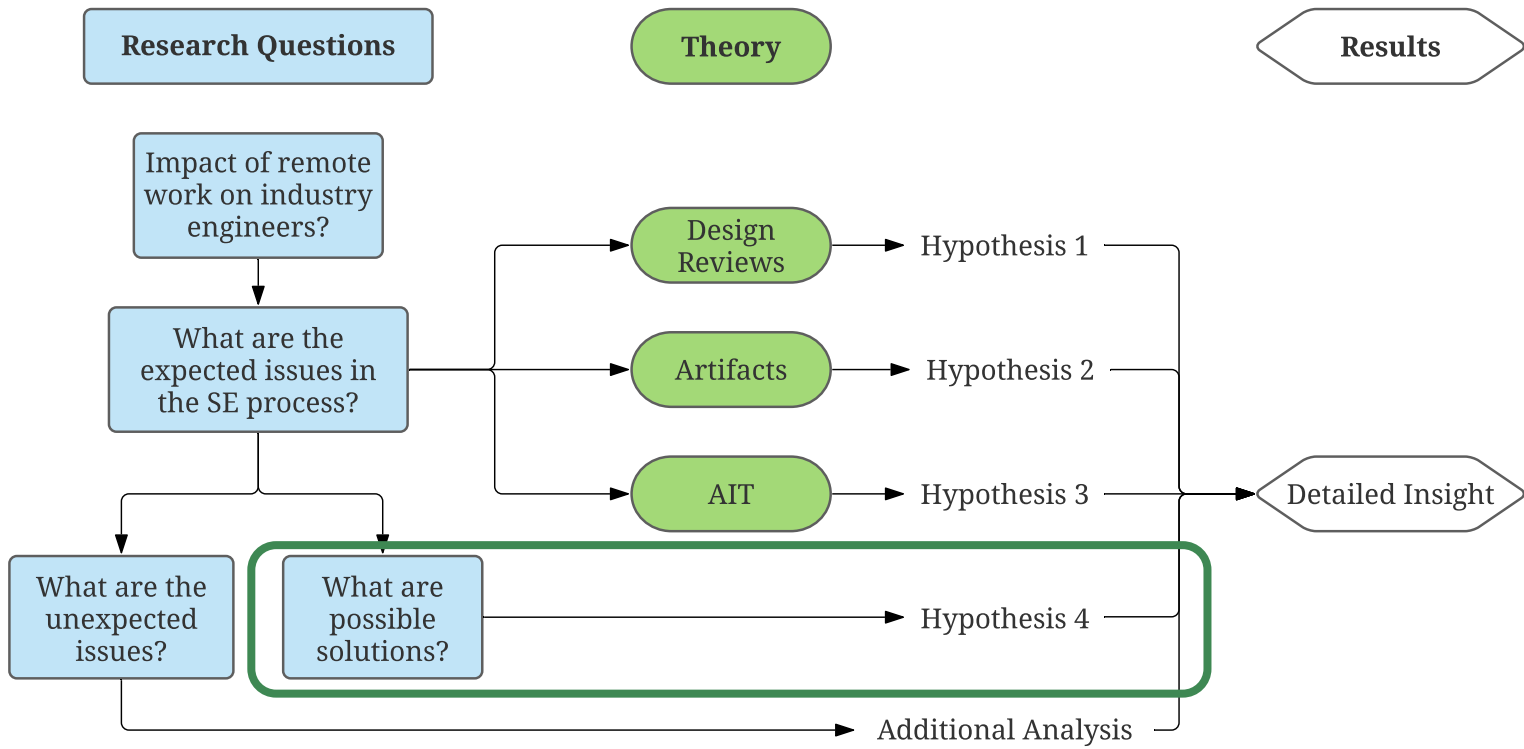 Research Questions
Theory
Results
Impact of remote
work on industry
engineers?
Design
Reviews
Hypothesis 1
What are the
expected issues in
the SE process?
Artifacts
Hypothesis 2
AIT
Hypothesis 3
Detailed Insight
What are the
unexpected
issues?
What are
possible
solutions?
Hypothesis 4
Additional Analysis